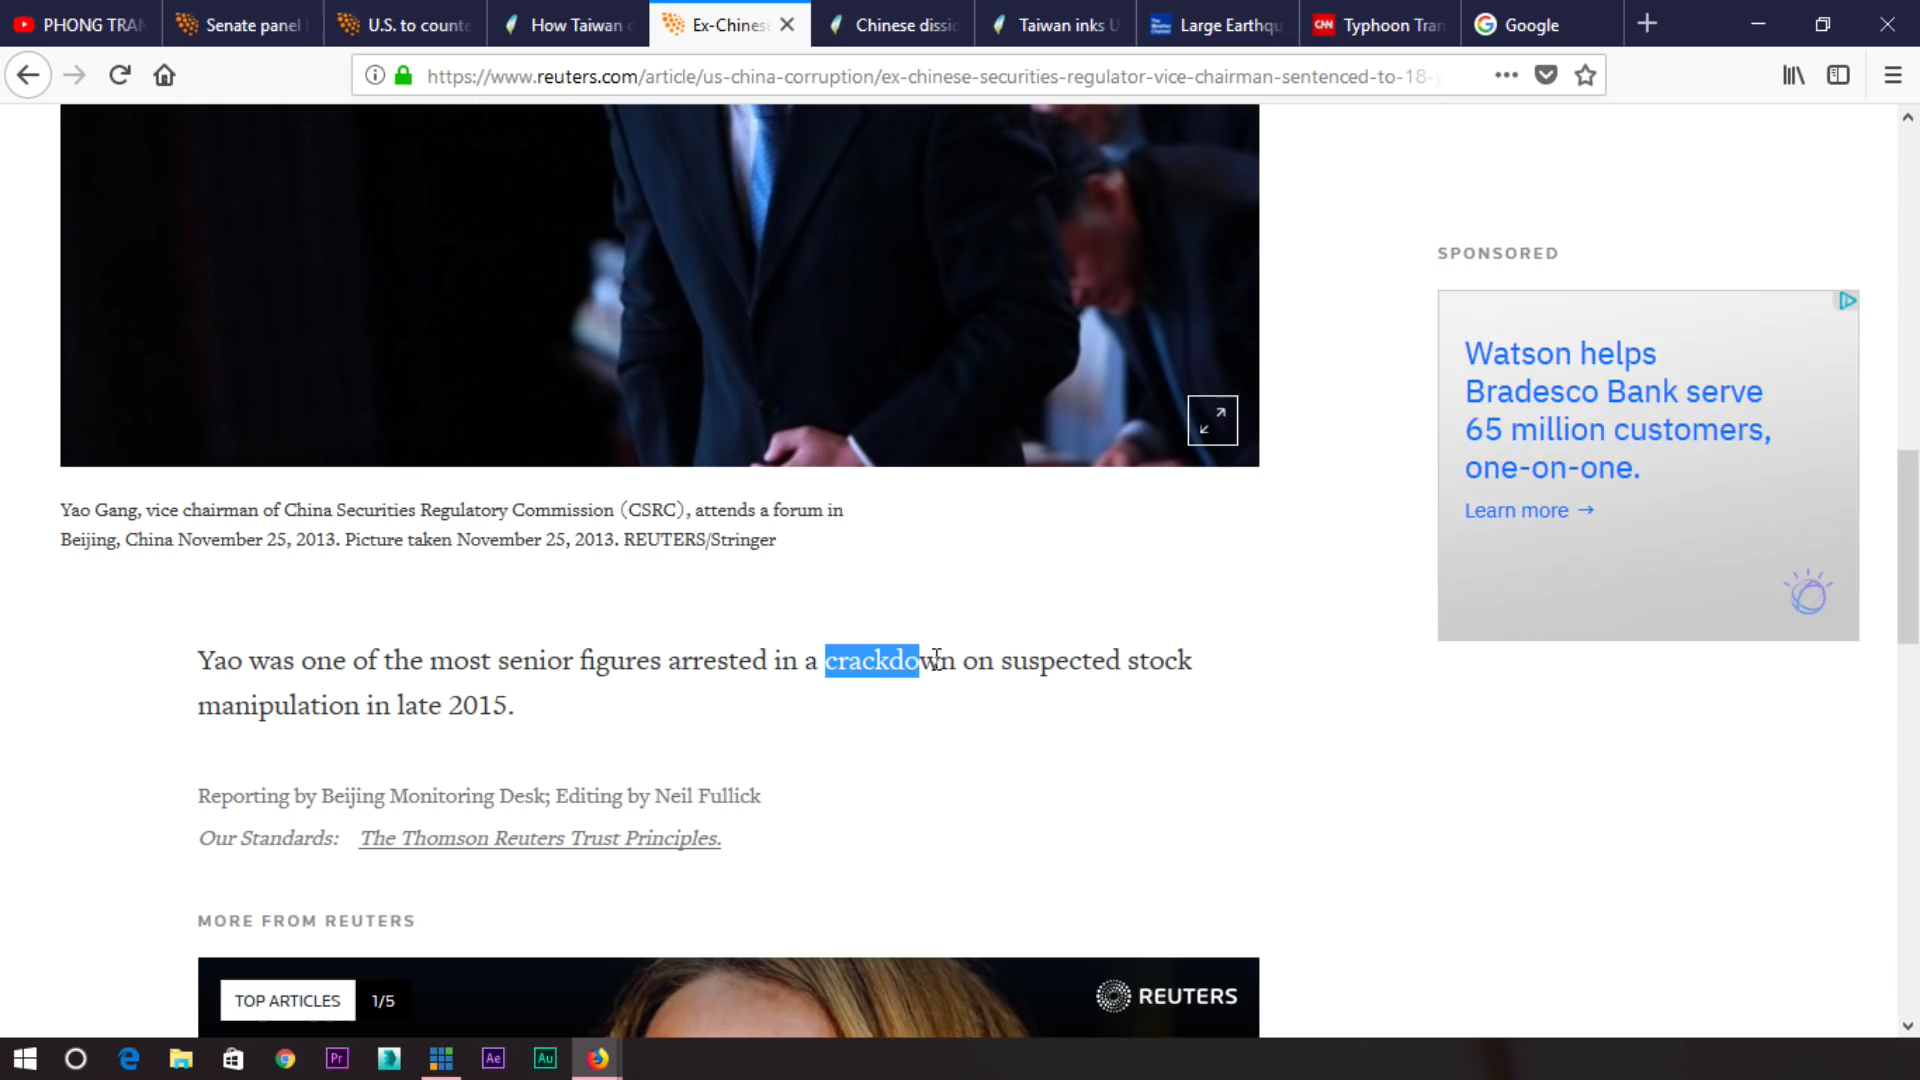 PHONG TRAN
Senate panel
U.S. to counte
How Taiwan
Ex-Chinese
Chinese dissid
Taiwan inks U
Large Earthqu
CNN Typhoon Tran
Google
https://www.reuters.com/article/us-china-corruption/ex-chinese-securities-regulator-vice-chairman-sentenced-to-18-
SPONSORED
Watson helps
Bradesco Bank serve
65 million customers,
one-on-one.
Learn more →
Yao Gang, vice chairman of China Securities Regulatory Commission (CSRC), attends a forum in
Beijing, China November 25, 2013. Picture taken November 25, 2013. REUTERS/Stringer
Yao was one of the most senior figures arrested in a crackdown on suspected stock
manipulation in late 2015.
Reporting by Beijing Monitoring Desk; Editing by Neil Fullick
Our Standards: The Thomson Reuters Trust Principles.
MORE FROM REUTERS
TOP ARTICLES 1/5
REUTERS
Pr
Ae
Au